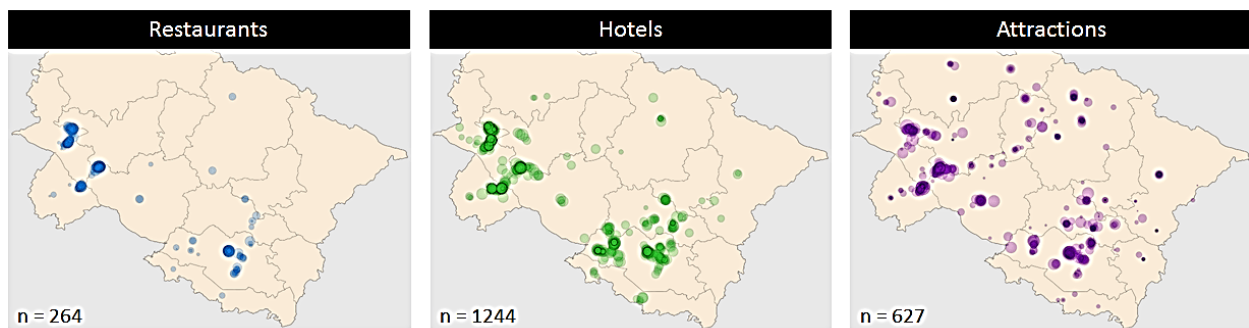 Restaurants
Hotels
Attractions
n = 264
n = 1244
n = 627